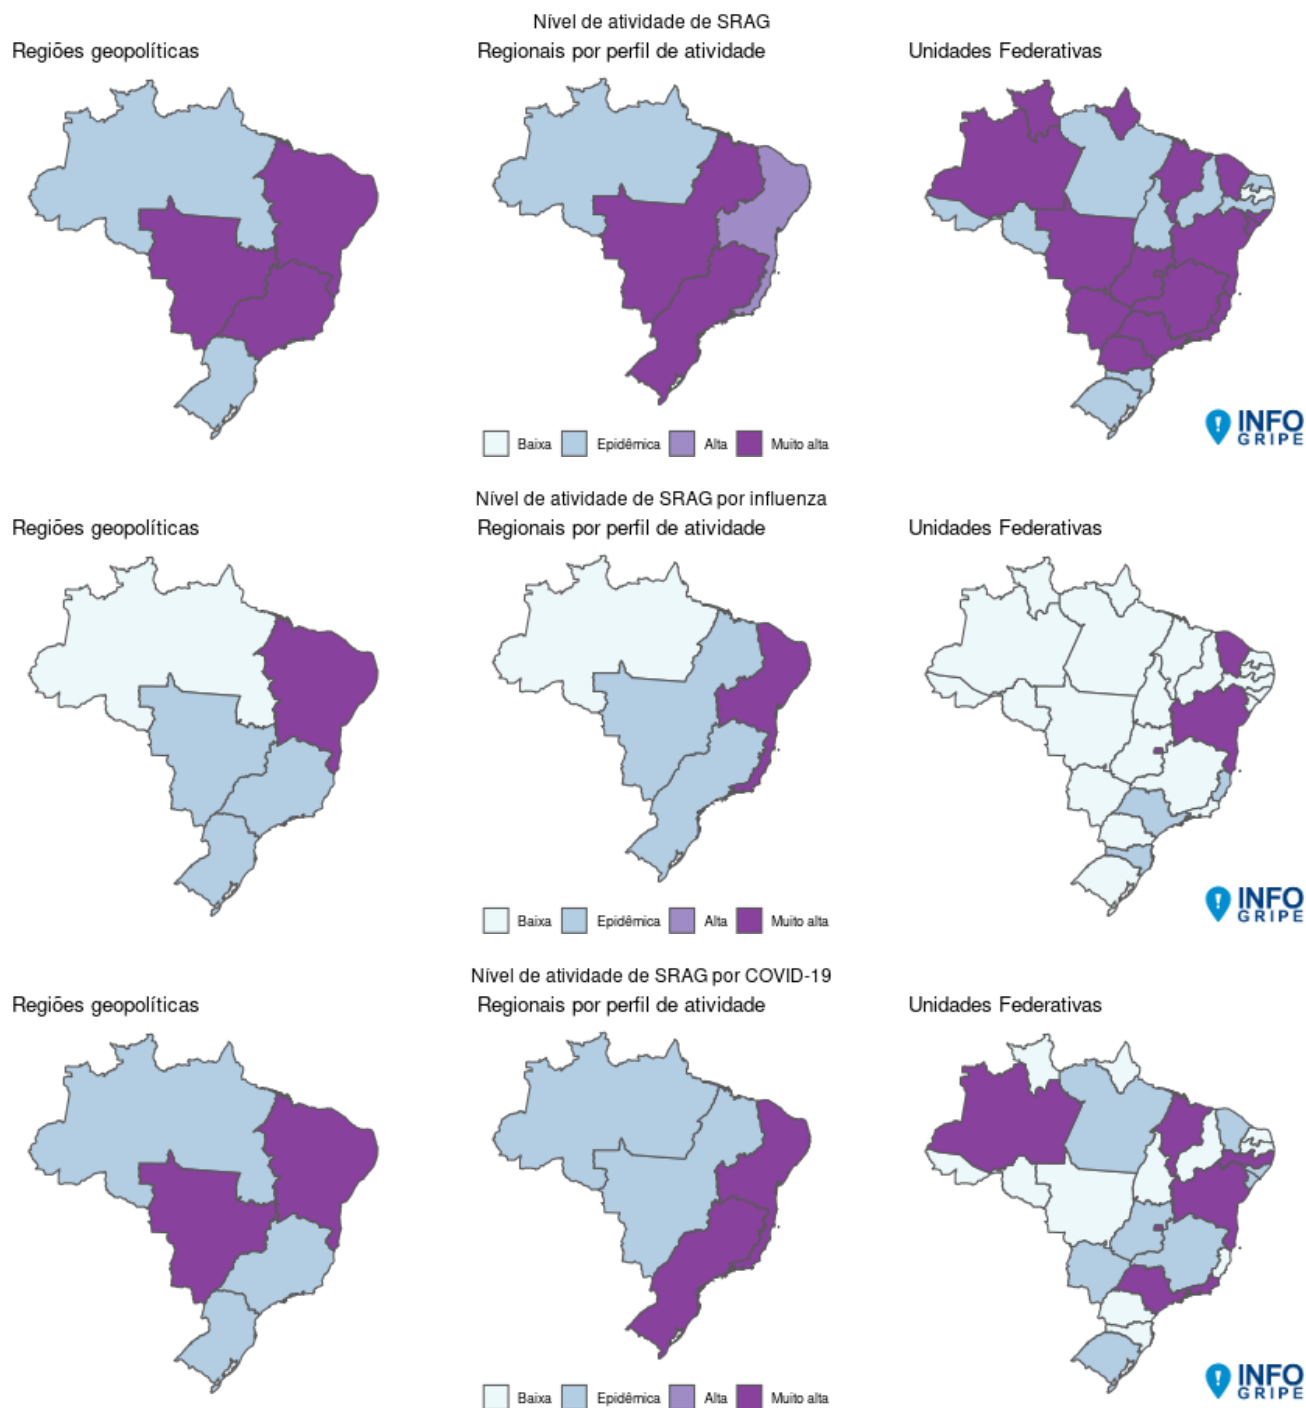 Nível de atividade de SRAG
Regiões geopolíticas
Regionais por perfil de atividade
Unidades Federativas
Baixa
Epidêmica
Alta
Muito alta
INFO
GRIPE
Nível de atividade de SRAG por influenza
Regiões geopolíticas
Regionais por perfil de atividade
Unidades Federativas
Baixa
Epidêmica
Alta
Muito alta
INFO
GRIPE
Nível de atividade de SRAG por COVID-19
Regiões geopolíticas
Regionais por perfil de atividade
Unidades Federativas
Baixa
Epidêmica
Alta
Muito alta
INFO
GRIPE